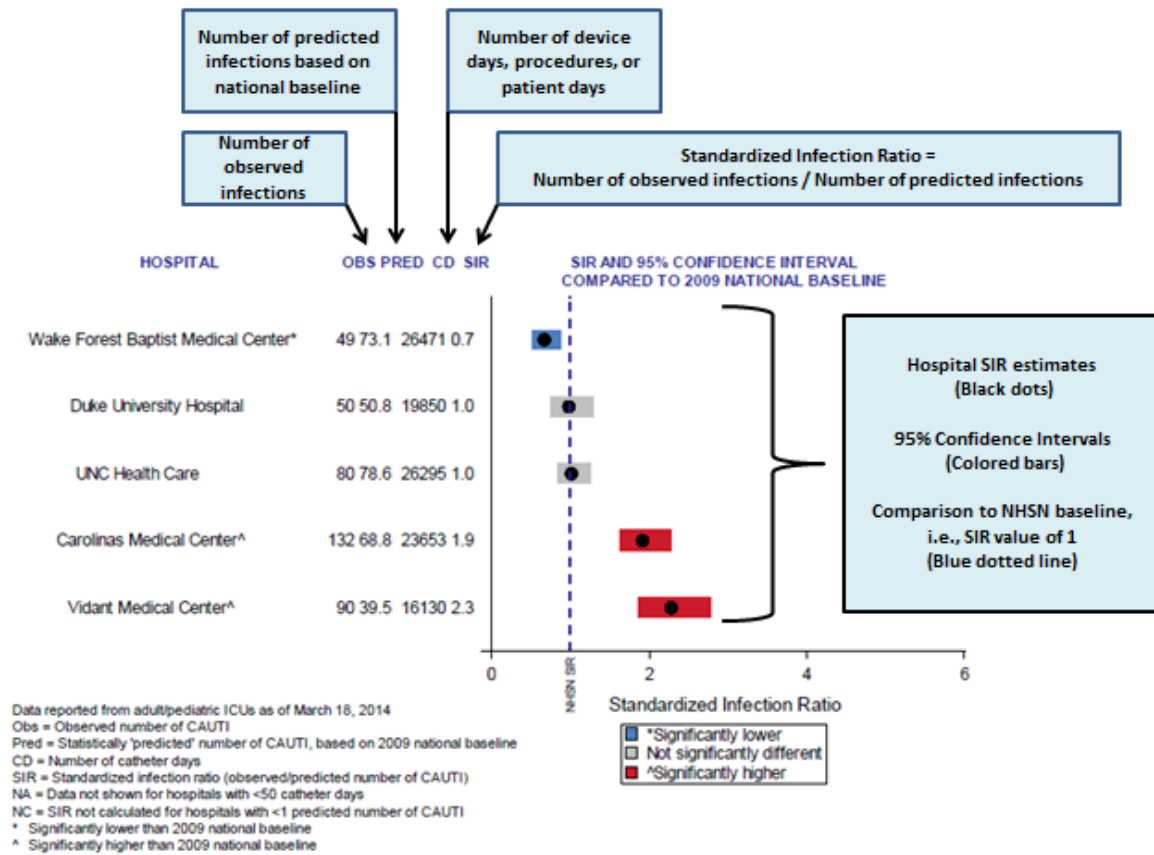 Number of predicted
infections based on
national baseline
Number of device
days, procedures, or
patient days
Number of
observed
infections
Standardized Infection Ratio =
Number of observed infections / Number of predicted infections
HOSPITAL OBS PRED CD SIR
SIR AND 95% CONFIDENCE INTERVAL
COMPARED TO 2009 NATIONAL BASELINE
Wake Forest Baptist Medical Center* 49 73.1 26471 0.7
Duke University Hospital 50 50.8 19850 1.0
UNC Health Care 80 78.6 26295 1.0
Carolinas Medical Center^ 132 68.8 23653 1.9
Vidant Medical Center^ 90 39.5 16130 2.3
Hospital SIR estimates
(Black dots)
95% Confidence Intervals
(Colored bars)
Comparison to NHSN baseline,
i.e., SIR value of 1
(Blue dotted line)
0 2 4 6
NHSN SIR
Standardized Infection Ratio
*Significantly lower
Not significantly different
^Significantly higher
Data reported from adult/pediatric ICUs as of March 18, 2014
Obs = Observed number of CAUTI
Pred = Statistically 'predicted' number of CAUTI, based on 2009 national baseline
CD = Number of catheter days
SIR = Standardized infection ratio (observed/predicted number of CAUTI)
NA = Data not shown for hospitals with <50 catheter days
NC = SIR not calculated for hospitals with <1 predicted number of CAUTI
* Significantly lower than 2009 national baseline
^ Significantly higher than 2009 national baseline